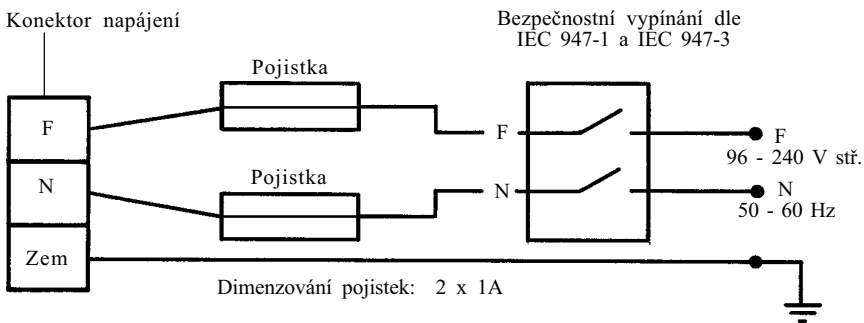 Konektor napájení
Bezpečnostní vypínání dle
IEC 947-1 a IEC 947-3
Pojistka
F
F
F
96 - 240 V stř.
Pojistka
N
N
N
50 - 60 Hz
Zem
Dimenzování pojistek: 2 x 1A